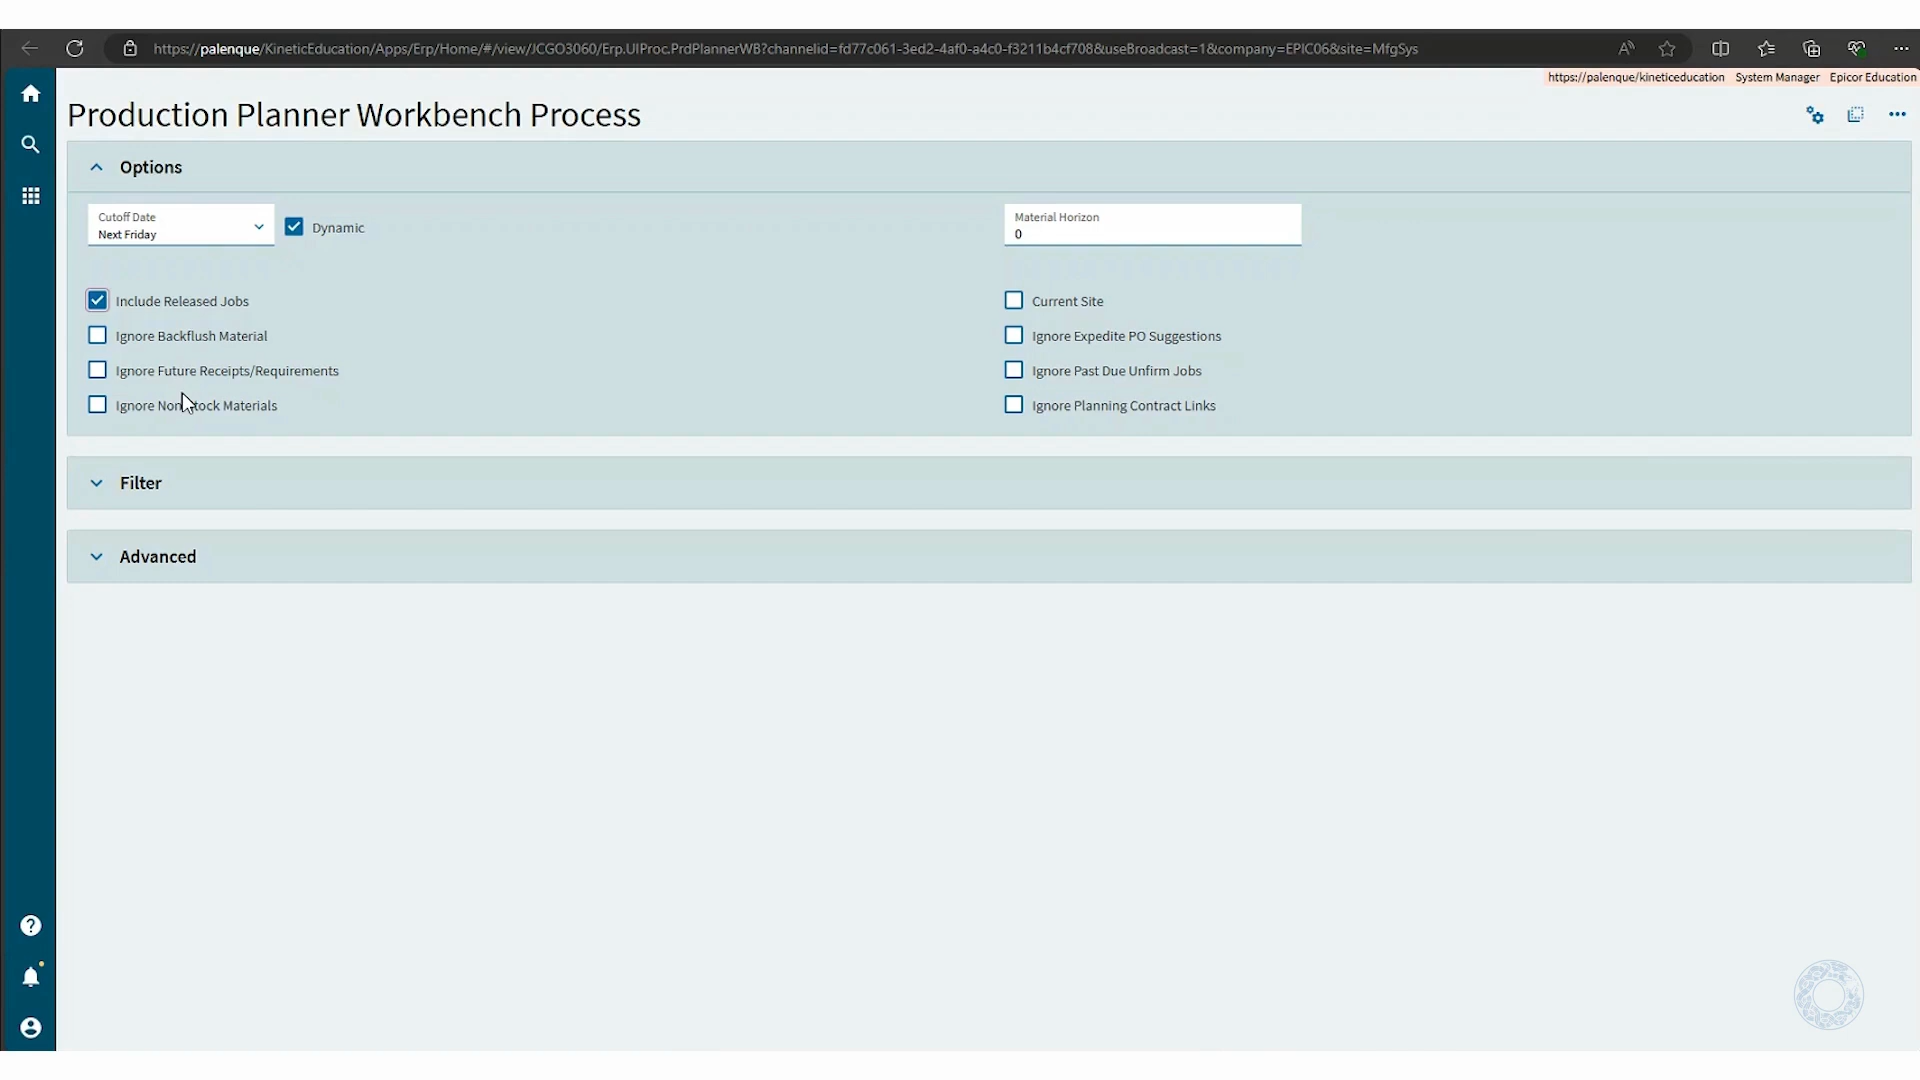 https://palenque/KineticEducation/Apps/Erp/Home/#/view/JCGO3060/Erp.UIProc.PrdPlannerWB?channelid=fd77c061-3ed2-4af0-a4c0-f3211b4cf708&useBroadcast=1&company=EPIC06&site=MfgSys
https://palenque/kineticeducation System Manager Epicor Education
Production Planner Workbench Process
Options
Cutoff Date
Next Friday
Dynamic
Material Horizon
0
Include Released Jobs
Current Site
Ignore Backflush Material
Ignore Expedite PO Suggestions
Ignore Future Receipts/Requirements
Ignore Past Due Unfirm Jobs
Ignore Non Stock Materials
Ignore Planning Contract Links
Filter
Advanced